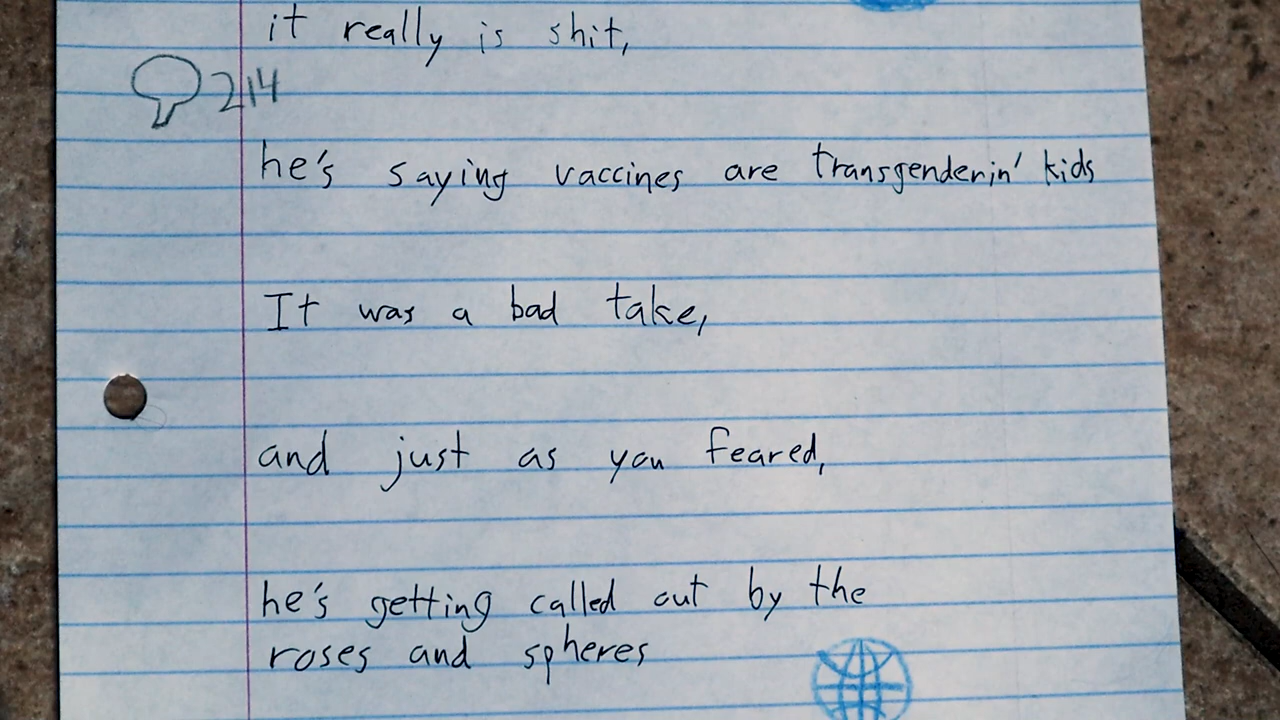 it really is shit,
214
he's saying vaccines are transgenderin' kids
It was a bad take,
and just as you feared,
he's getting called out by the
roses and spheres